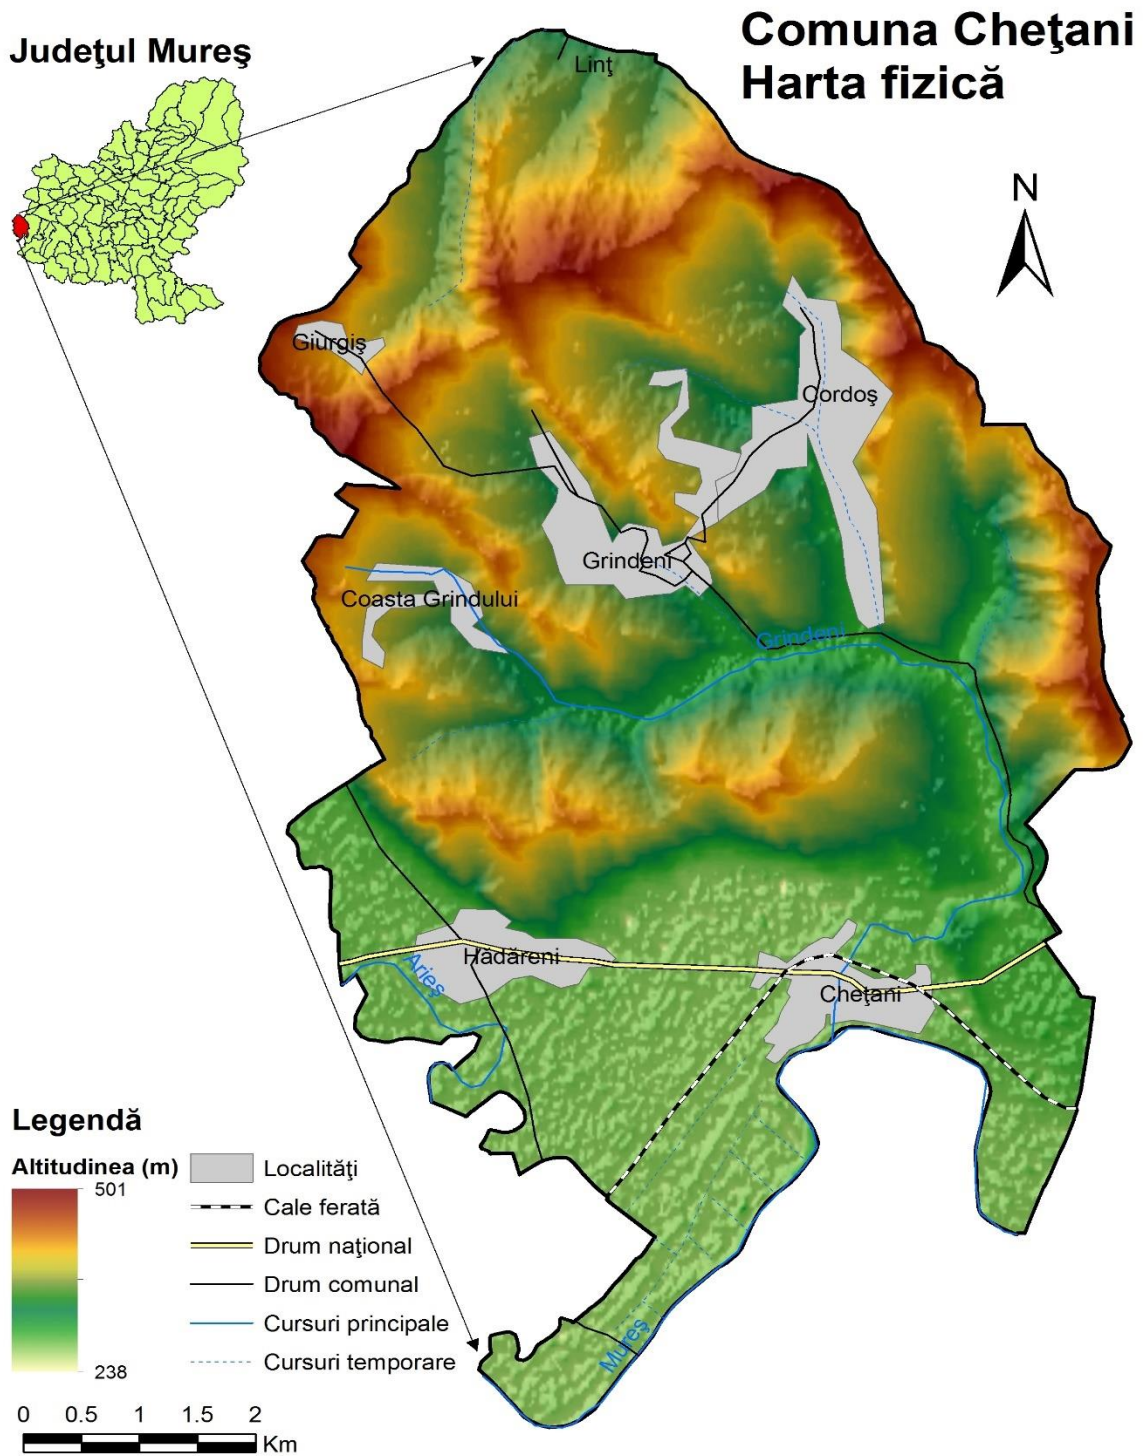 Comuna Cheţani
Harta fizică
Judeţul Mureş
Linţ
N
Giurgiş
Cordoş
Grindeni
Coasta Grindului
Grindeni
Hădăreni
Arieş
Cheţani
Mureş
Legendă
Altitudinea (m)
501
238
Localităţi
Cale ferată
Drum naţional
Drum comunal
Cursuri principale
Cursuri temporare
0 0.5 1 1.5 2
Km